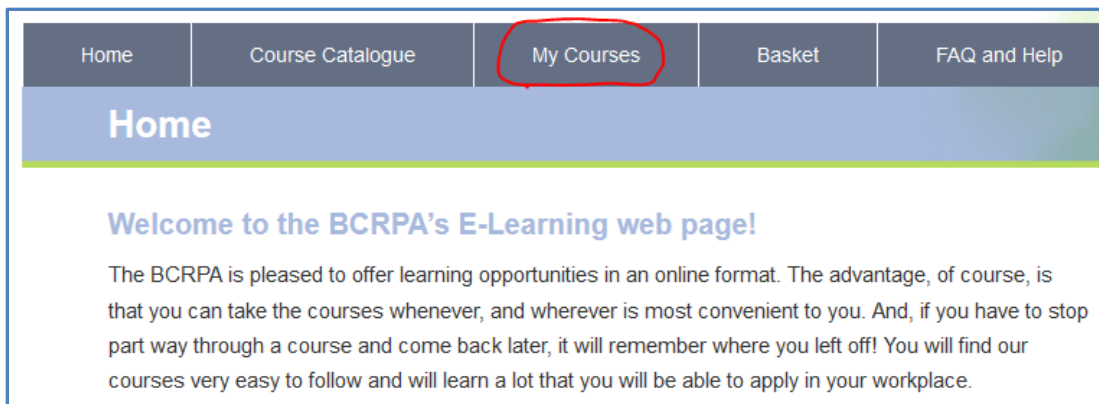 Home Course Catalogue My Courses Basket FAQ and Help
Home
Welcome to the BCRPA's E-Learning web page!
The BCRPA is pleased to offer learning opportunities in an online format. The advantage, of course, is
that you can take the courses whenever, and wherever is most convenient to you. And, if you have to stop
part way through a course and come back later, it will remember where you left off! You will find our
courses very easy to follow and will learn a lot that you will be able to apply in your workplace.